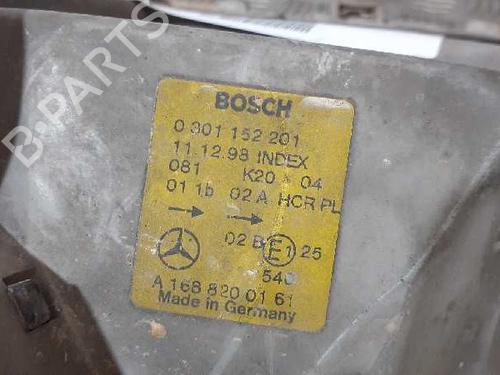 B-PARTS
BOSCH
0 301 152 201
11.12.98 INDEX
081 K20 04
01 1b 02 A HCR PL
02 B E1 25
540
A 168 820 01 61
Made in Germany